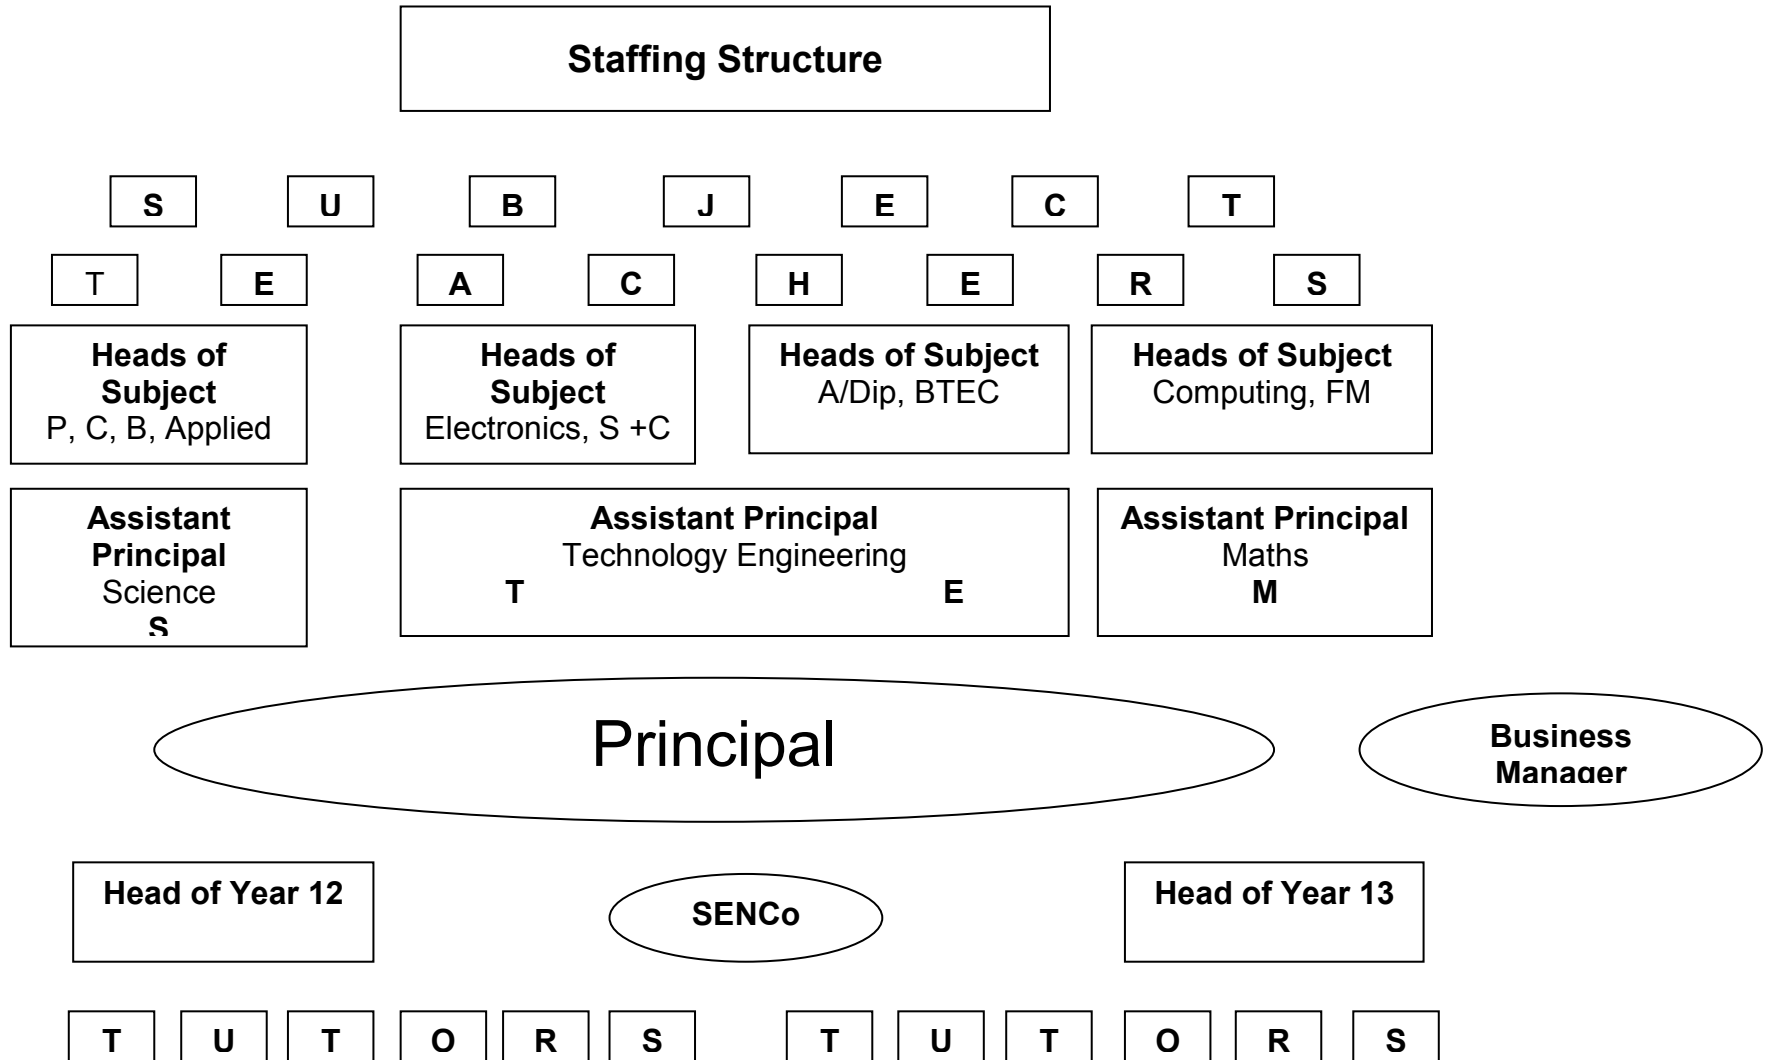 Staffing Structure
S U B J E C T
T E A C H E R S
Heads of
Subject
P, C, B, Applied
Heads of
Subject
Electronics, S +C
Heads of Subject
A/Dip, BTEC
Heads of Subject
Computing, FM
Assistant
Principal
Science
S
Assistant Principal
Technology Engineering
T E
Assistant Principal
Maths
M
Principal
Business
Manager
Head of Year 12
SENCo
Head of Year 13
T U T O R S T U T O R S